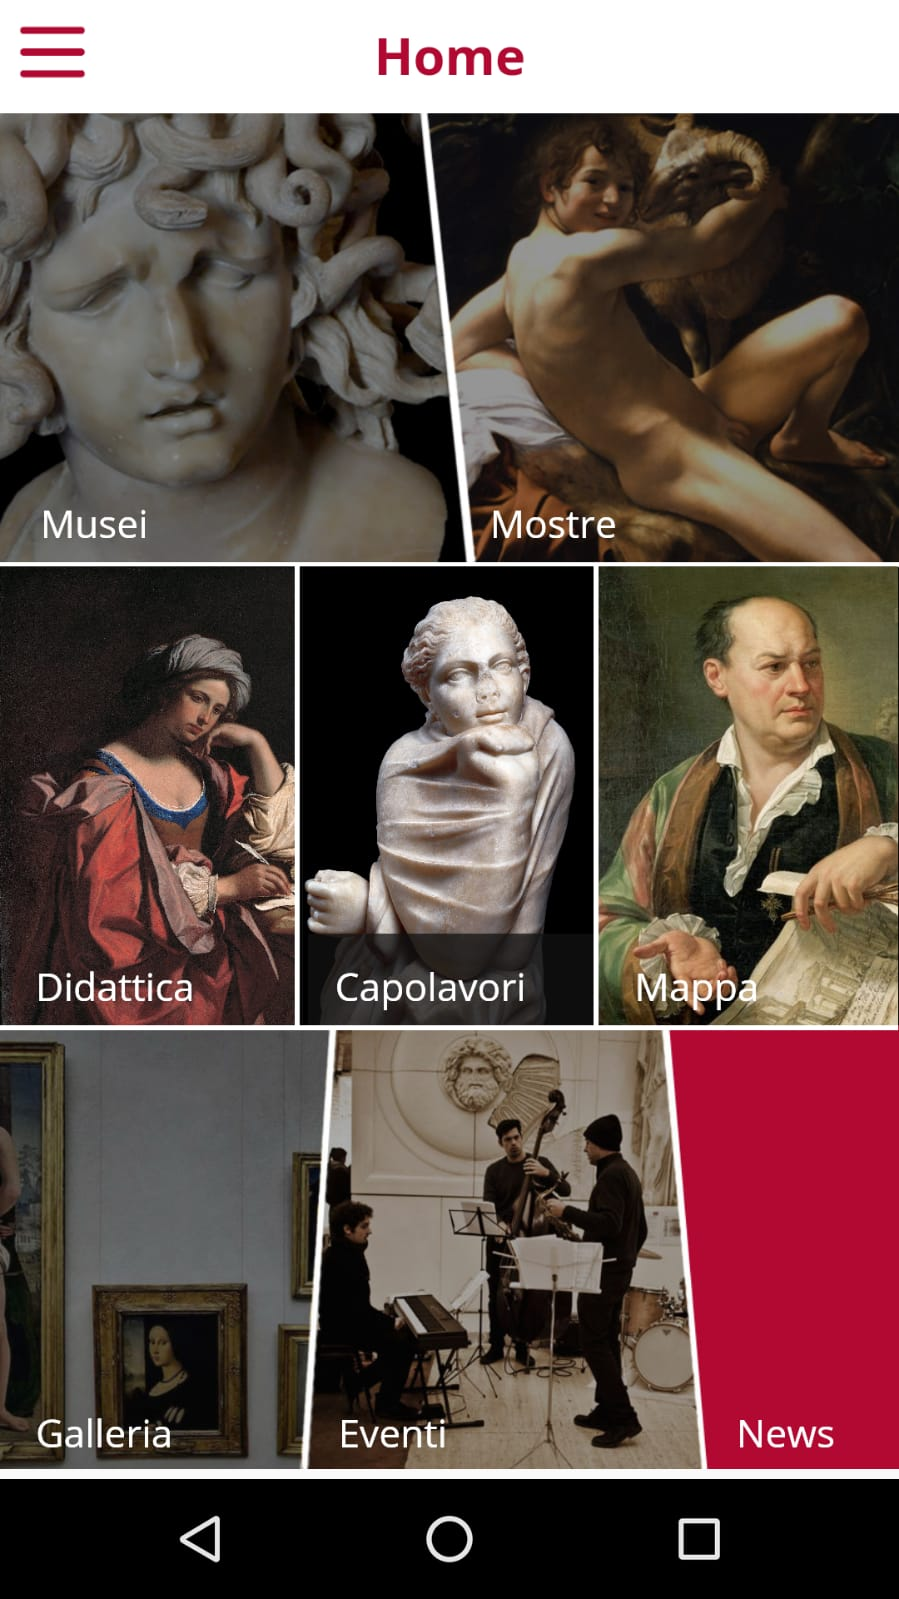 Home
Musei
Mostre
Didattica
Capolavori
Mappa
Galleria
Eventi
News